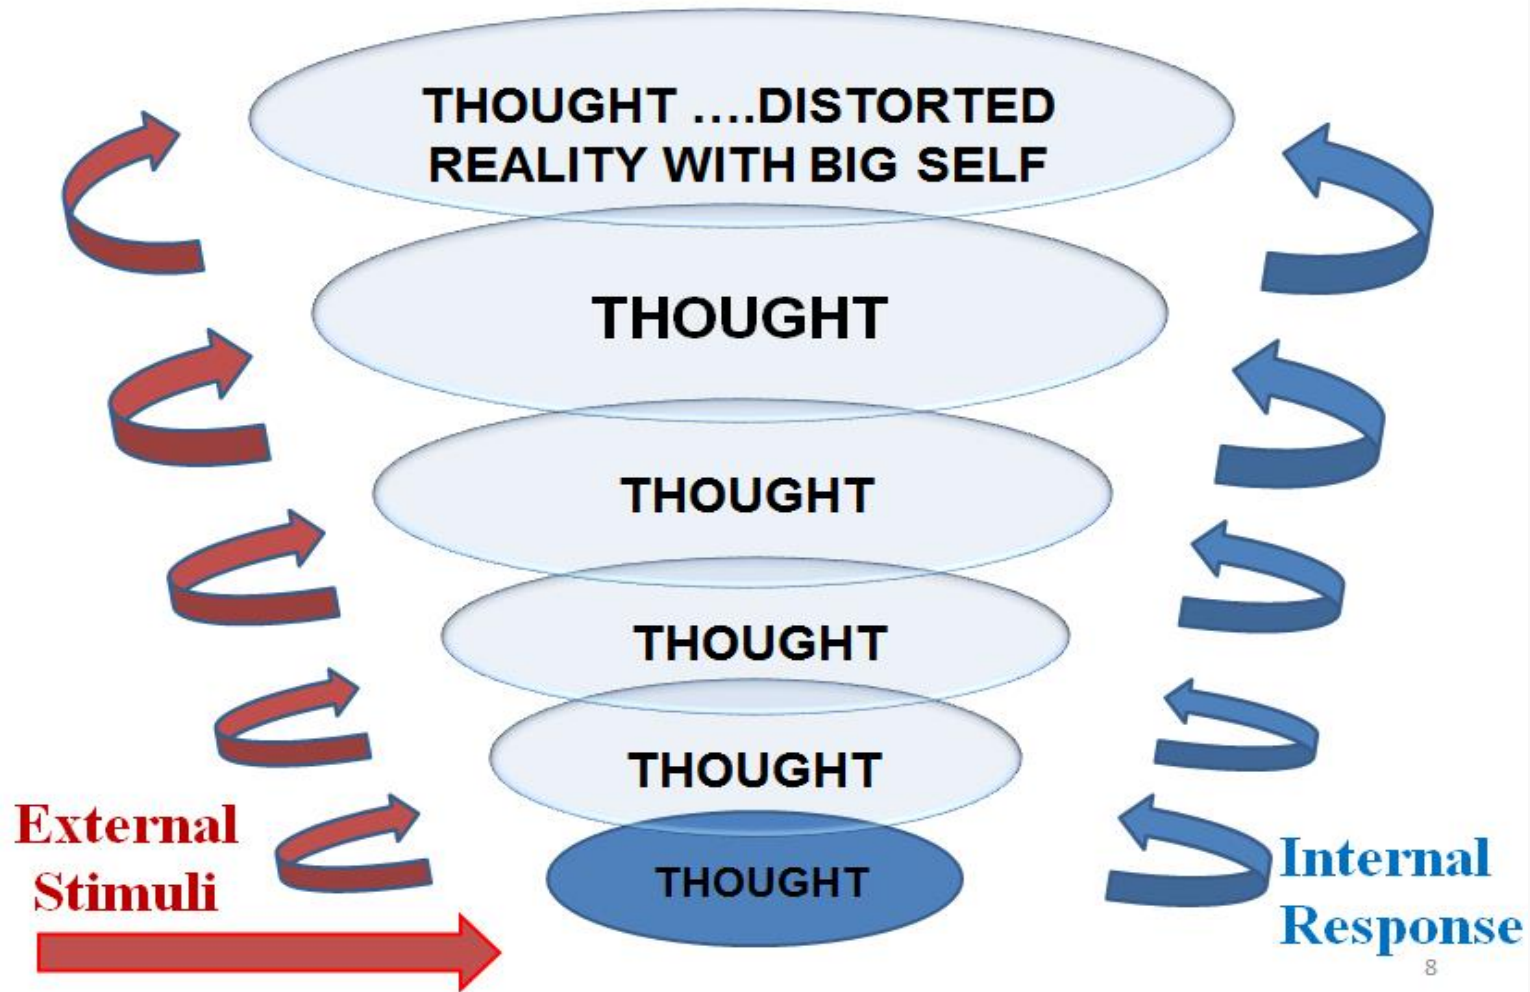 THOUGHT ....DISTORTED
REALITY WITH BIG SELF
THOUGHT
THOUGHT
THOUGHT
THOUGHT
THOUGHT
External
Stimuli
Internal
Response
8